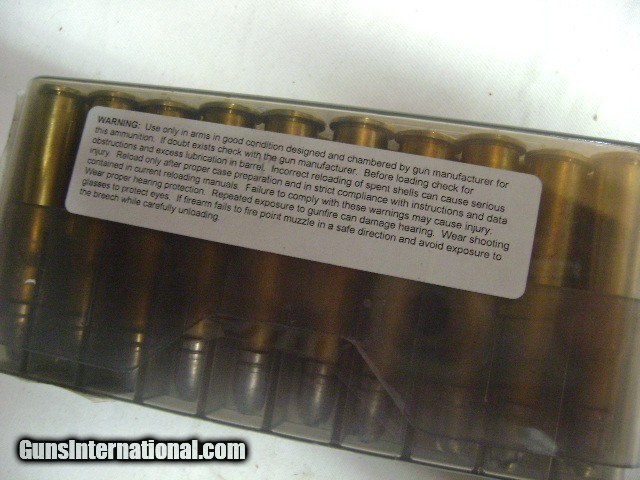 WARNING: Use only in arms in good condition designed and chambered by gun manufacturer for
this ammunition. If doubt exists check with the gun manufacturer. Before loading check for
obstructions and excess lubrication in barrel. Incorrect reloading of spent shells can cause serious
injury. Reload only after proper case preparation and in strict compliance with instructions and data
contained in current reloading manuals. Failure to comply with these warnings may cause injury.
Wear proper hearing protection. Repeated exposure to gunfire can damage hearing. Wear shooting
glasses to protect eyes. If firearm fails to fire point muzzle in a safe direction and avoid exposure to
the breech while carefully unloading.
GunsInternational.com